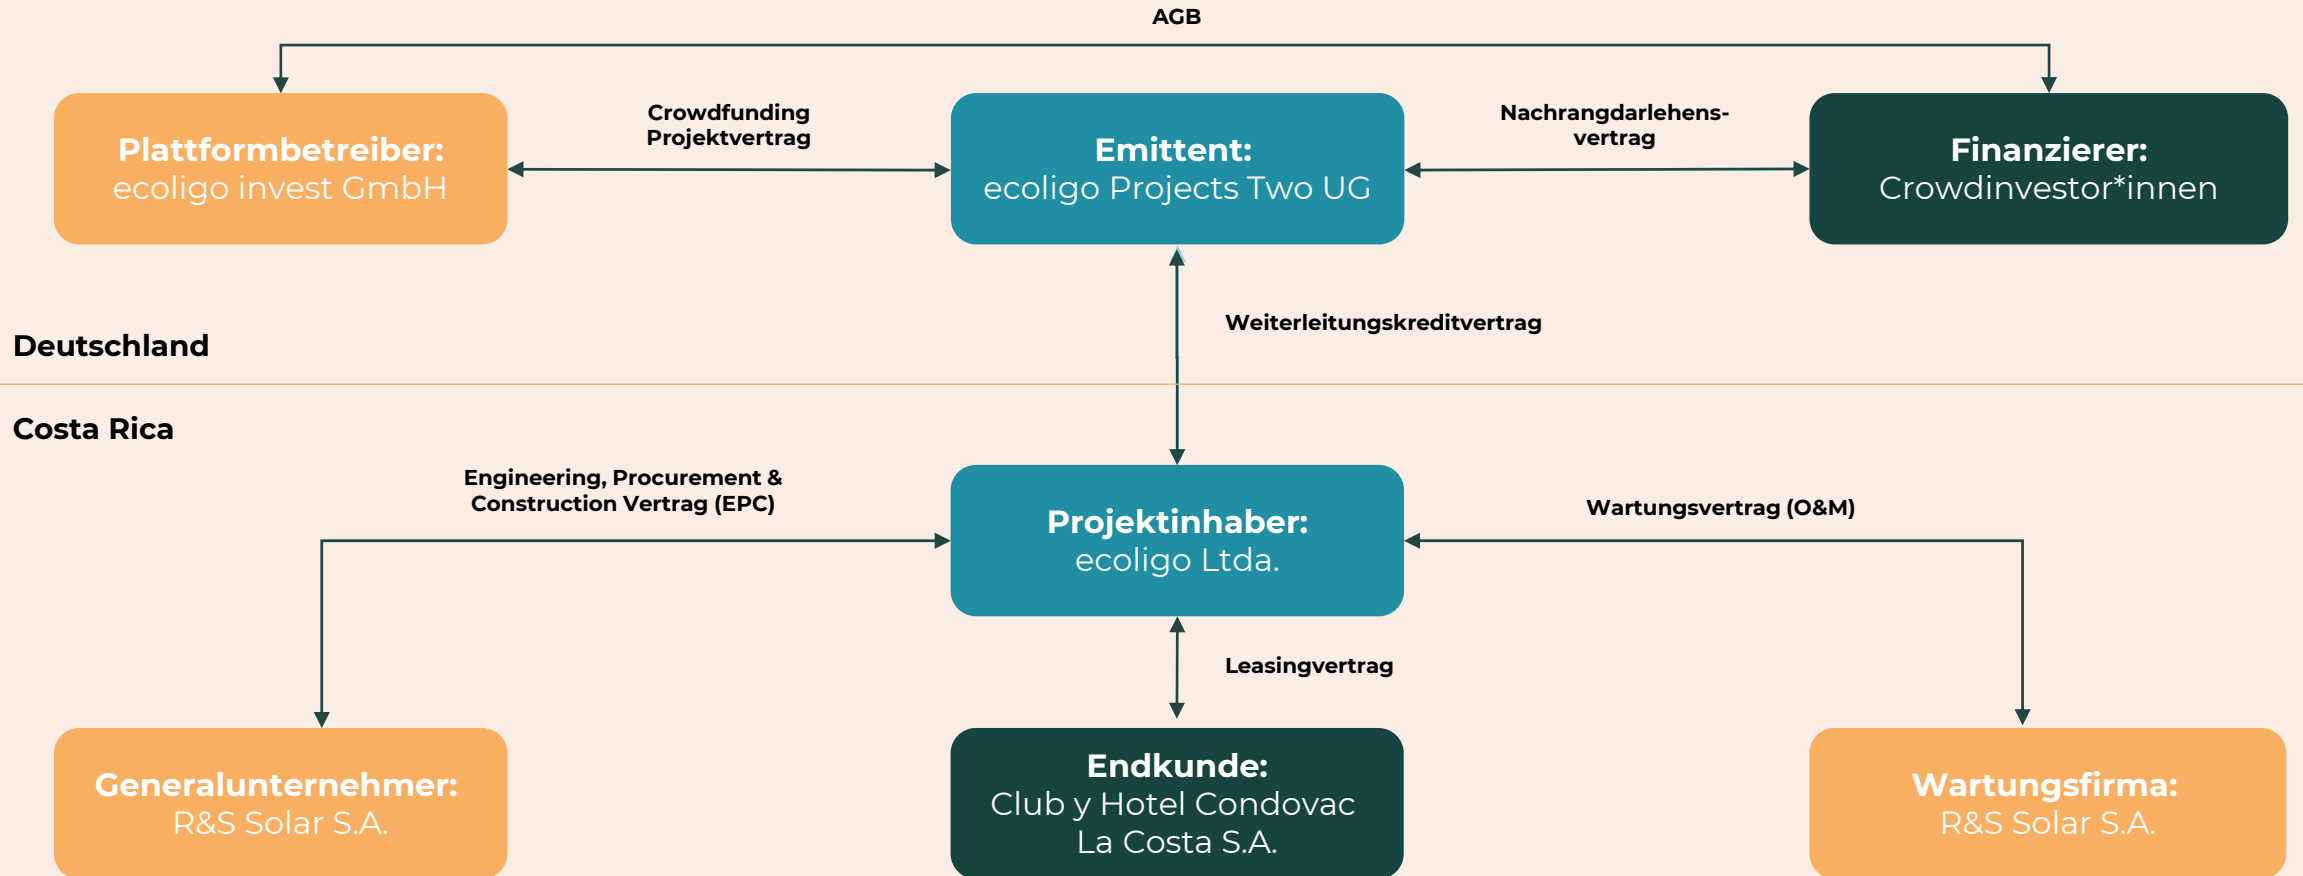 AGB
Plattformbetreiber:
ecoligo invest GmbH
Crowdfunding
Projektvertrag
Emittent:
ecoligo Projects Two UG
Nachrangdarlehens-
vertrag
Finanzierer:
Crowdinvestor*innen
Weiterleitungskreditvertrag
Deutschland
Costa Rica
Engineering, Procurement &
Construction Vertrag (EPC)
Projektinhaber:
ecoligo Ltda.
Wartungsvertrag (O&M)
Leasingvertrag
Generalunternehmer:
R&S Solar S.A.
Endkunde:
Club y Hotel Condovac
La Costa S.A.
Wartungsfirma:
R&S Solar S.A.